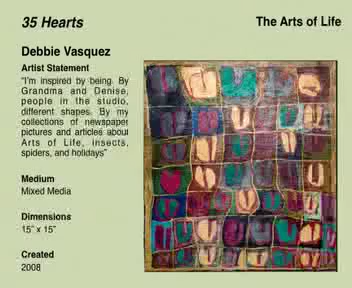 35 Hearts
The Arts of Life
Debbie Vasquez
Artist Statement
"I'm inspired by being. By
Grandma and Denise,
people in the studio,
different shapes. By my
collections of newspaper
pictures and articles about
Arts of Life, insects,
spiders, and holidays"
Medium
Mixed Media
Dimensions
15" x 15"
Created
2008